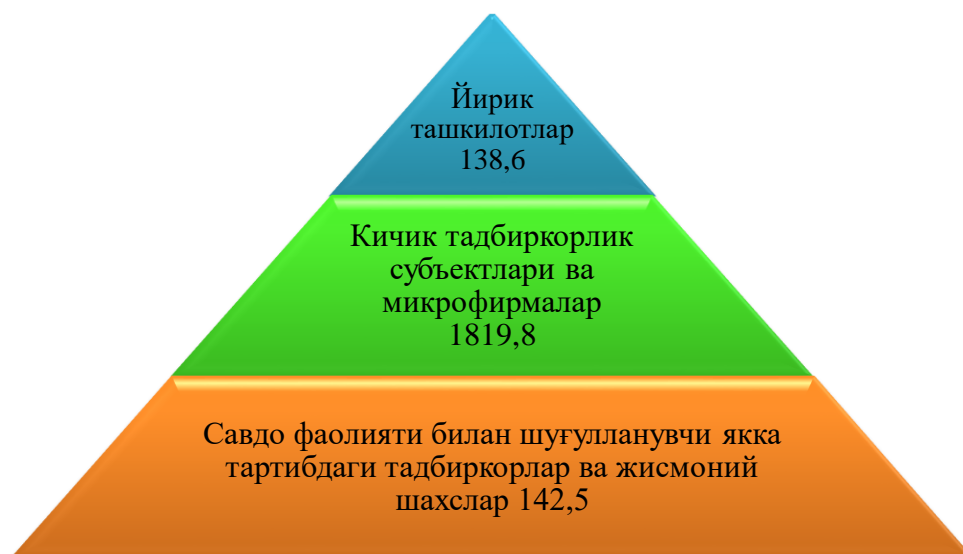 Йирик
ташкилотлар
138,6
Кичик тадбиркорлик
субъектлари ва
микрофирмалар
1819,8
Савдо фаолияти билан шуғулланувчи якка
тартибдаги тадбиркорлар ва жисмоний
шахслар 142,5